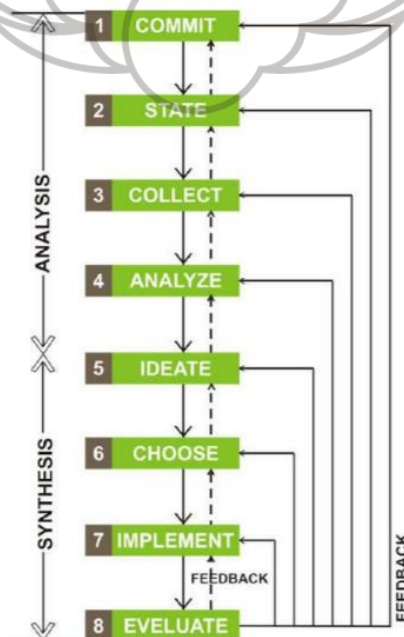 1 COMMIT
2 STATE
3 COLLECT
4 ANALYZE
5 IDEATE
6 CHOOSE
7 IMPLEMENT
FEEDBACK
8 EVELUATE
ANALYSIS
SYNTHESIS
FEEDBACK